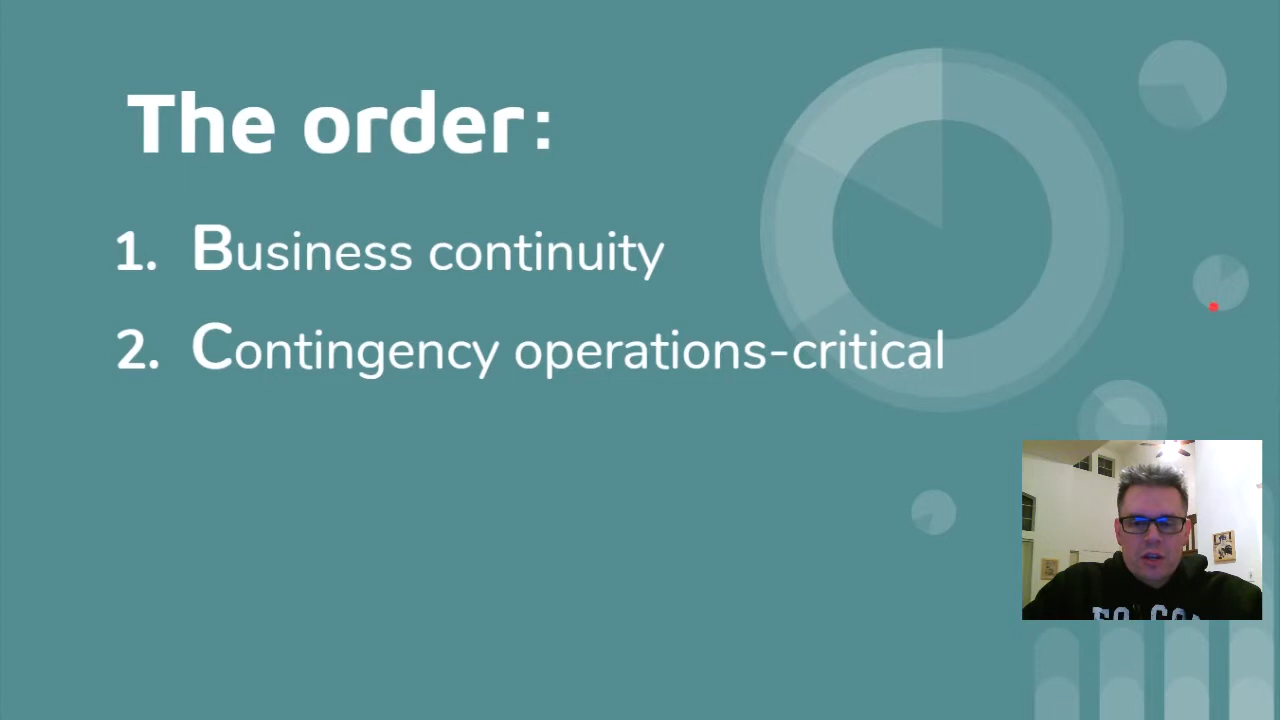 The order:
1. Business continuity
2. Contingency operations-critical